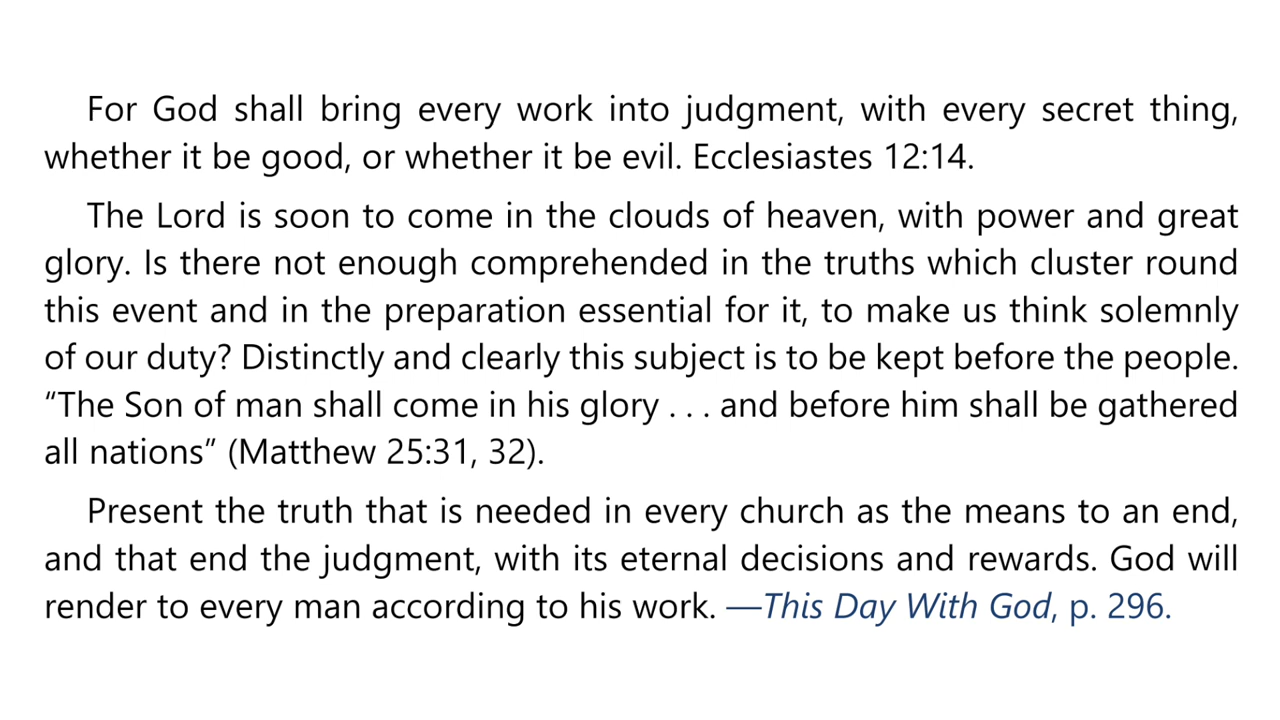 For God shall bring every work into judgment, with every secret thing,
whether it be good, or whether it be evil. Ecclesiastes 12:14.
The Lord is soon to come in the clouds of heaven, with power and great
glory. Is there not enough comprehended in the truths which cluster round
this event and in the preparation essential for it, to make us think solemnly
of our duty? Distinctly and clearly this subject is to be kept before the people.
“The Son of man shall come in his glory . . . and before him shall be gathered
all nations” (Matthew 25:31, 32).
Present the truth that is needed in every church as the means to an end,
and that end the judgment, with its eternal decisions and rewards. God will
render to every man according to his work. —This Day With God, p. 296.